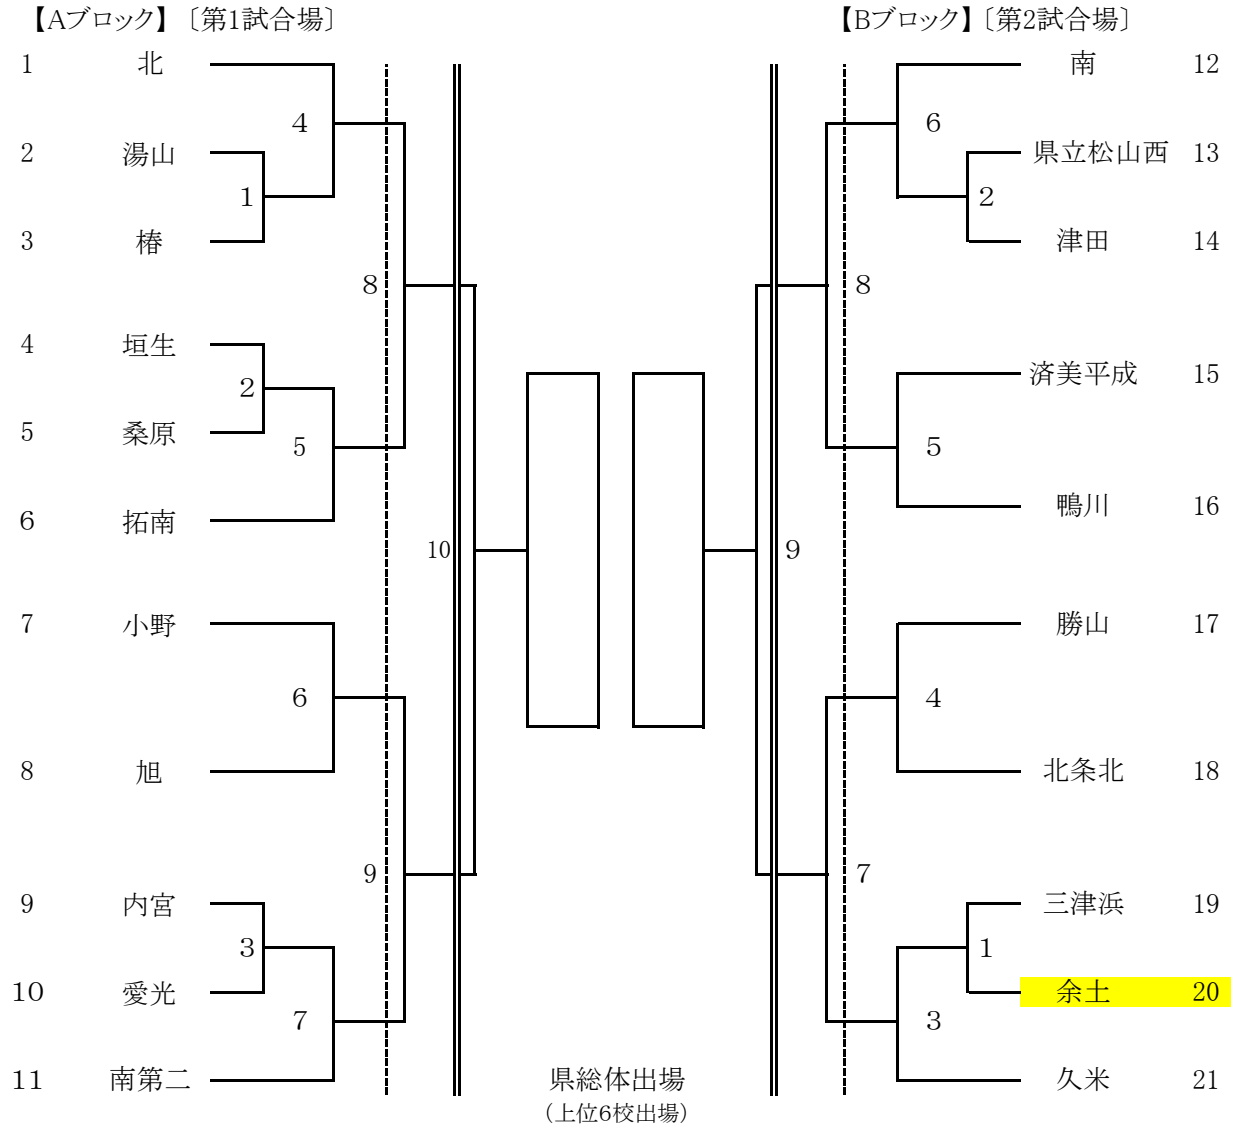 【Aブロック】 〔第1試合場〕
【Bブロック】 〔第2試合場〕
1 北
南 12
4
6
2 湯山
県立松山西 13
1
2
3 椿
津田 14
8
8
4 垣生
済美平成 15
2
5 桑原
5
5
6 拓南
鴨川 16
10
9
7 小野
勝山 17
6
4
8 旭
北条北 18
9
7
9 内宮
三津浜 19
3
1
10 愛光
余土 20
7
3
11 南第二
久米 21
県総体出場
(上位6校出場)